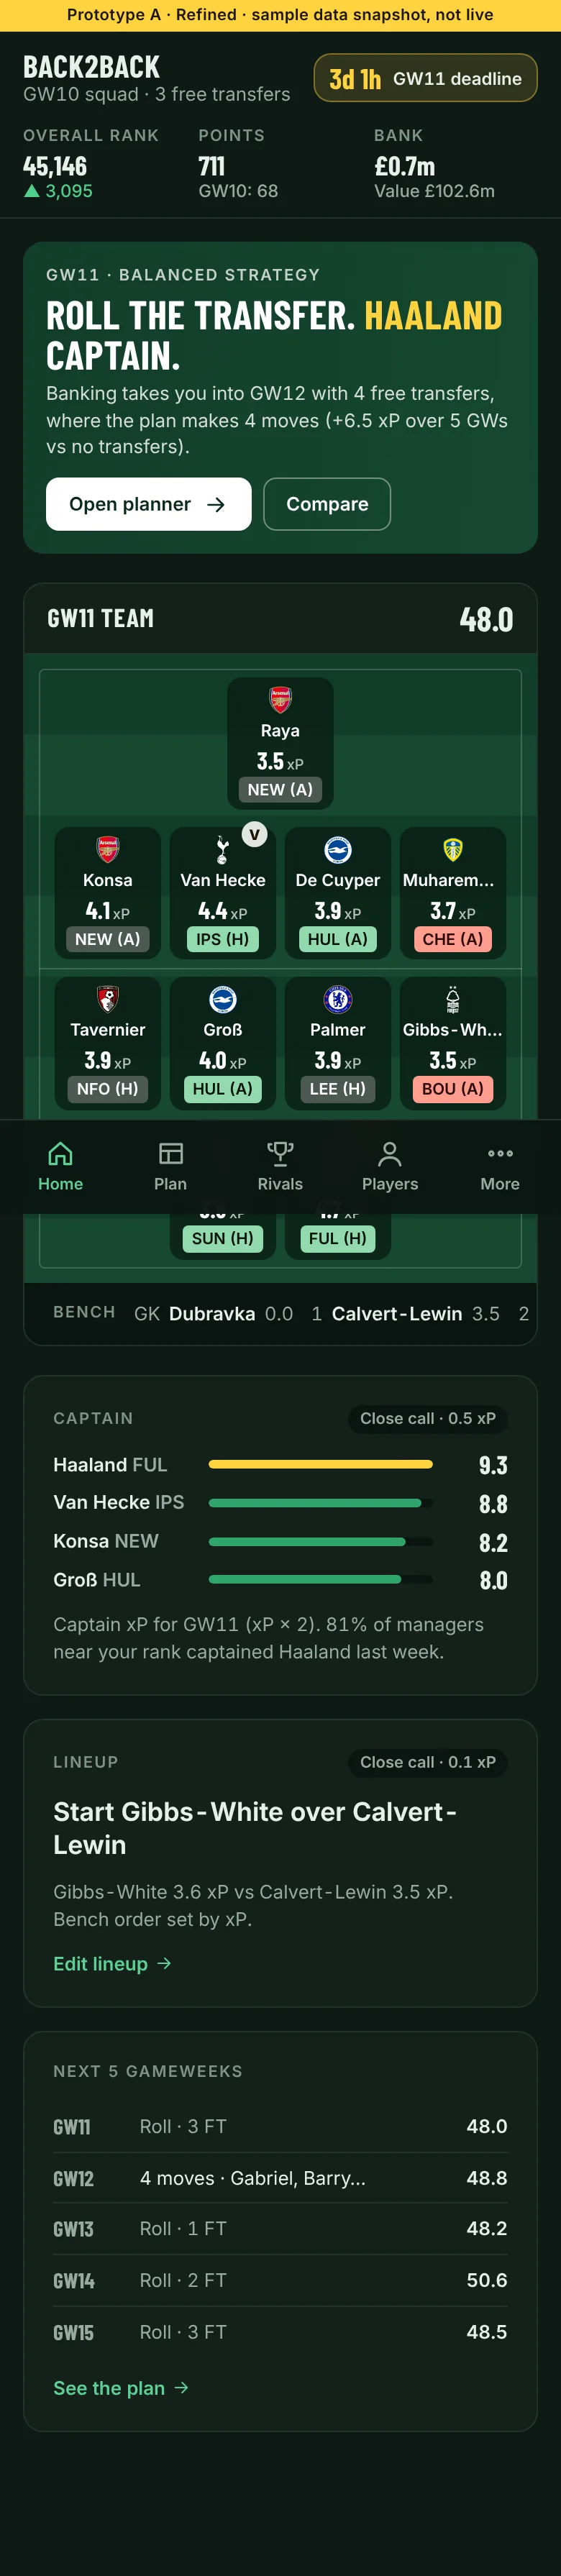 Prototype A · Refined · sample data snapshot, not live
BACK2BACK
GW10 squad · 3 free transfers
3d 1h GW11 deadline
OVERALL RANK POINTS BANK
45,146 711 £0.7m
▲ 3,095 GW10: 68 Value £102.6m
GW11 · BALANCED STRATEGY
ROLL THE TRANSFER. HAALAND
CAPTAIN.
Banking takes you into GW12 with 4 free transfers,
where the plan makes 4 moves (+6.5 xP over 5 GWs
vs no transfers).
Open planner → Compare
GW11 TEAM 48.0
Arsenal
Raya
3.5 xP
NEW (A)
V
Arsenal
Konsa Van Hecke De Cuyper Muharem...
4.1 xP 4.4 xP 3.9 xP 3.7 xP
NEW (A) IPS (H) HUL (A) CHE (A)
Tavernier Groß Palmer Gibbs-Wh...
3.9 xP 4.0 xP 3.9 xP 3.5 xP
NFO (H) HUL (A) LEE (H) BOU (A)
Home Plan Rivals Players More
SUN (H) FUL (H)
BENCH GK Dubravka 0.0 1 Calvert-Lewin 3.5 2
CAPTAIN Close call · 0.5 xP
Haaland FUL 9.3
Van Hecke IPS 8.8
Konsa NEW 8.2
Groß HUL 8.0
Captain xP for GW11 (xP × 2). 81% of managers
near your rank captained Haaland last week.
LINEUP Close call · 0.1 xP
Start Gibbs-White over Calvert-
Lewin
Gibbs-White 3.6 xP vs Calvert-Lewin 3.5 xP.
Bench order set by xP.
Edit lineup →
NEXT 5 GAMEWEEKS
GW11 Roll · 3 FT 48.0
GW12 4 moves · Gabriel, Barry... 48.8
GW13 Roll · 1 FT 48.2
GW14 Roll · 2 FT 50.6
GW15 Roll · 3 FT 48.5
See the plan →